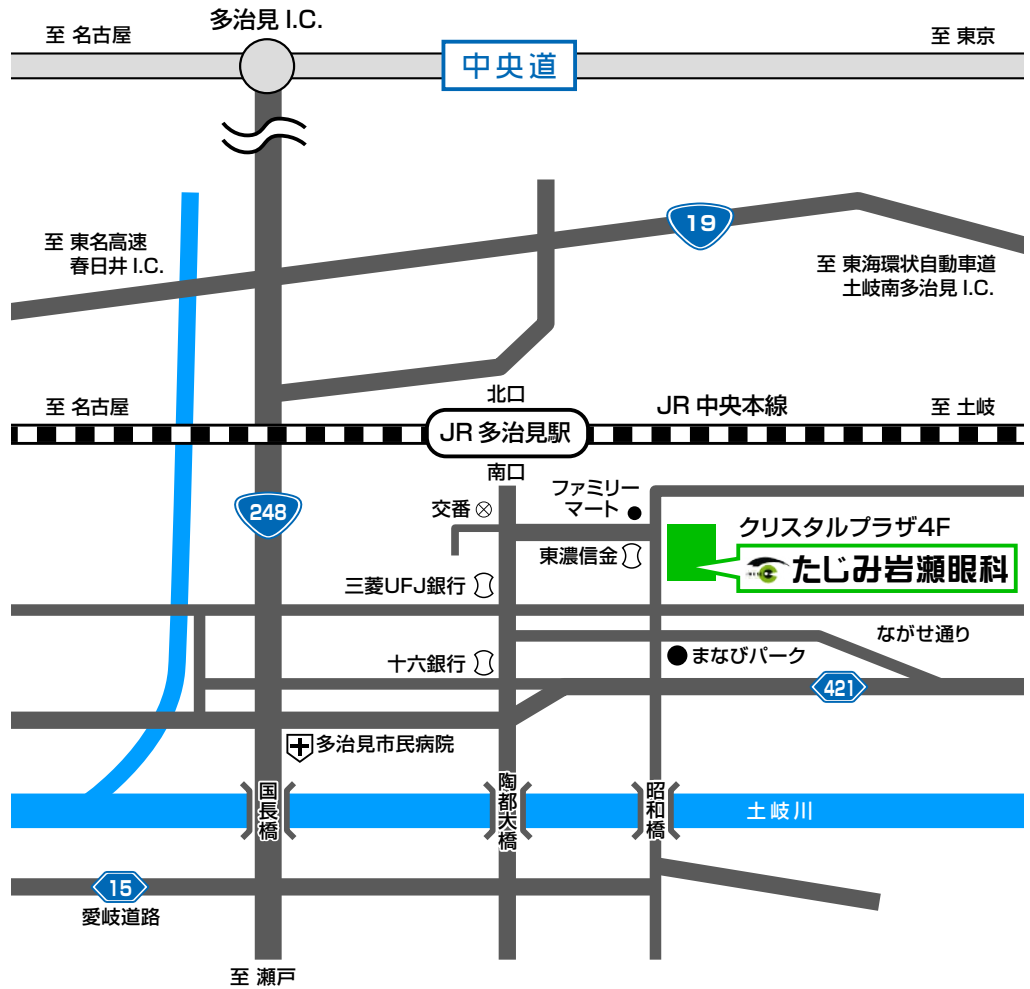 多治見 I.C.
至 名古屋
至 東京
中央道
19
至 東名高速
春日井 I.C.
至 東海環状自動車道
土岐南多治見 I.C.
北口
至 名古屋
JR 中央本線
至 土岐
JR 多治見駅
南口
ファミリー
マート
交番
248
クリスタルプラザ4F
東濃信金
たじみ岩瀬眼科
三菱UFJ銀行
ながせ通り
まなびパーク
十六銀行
421
多治見市民病院
国長橋
陶都大橋
昭和橋
土岐川
15
愛岐道路
至 瀬戸